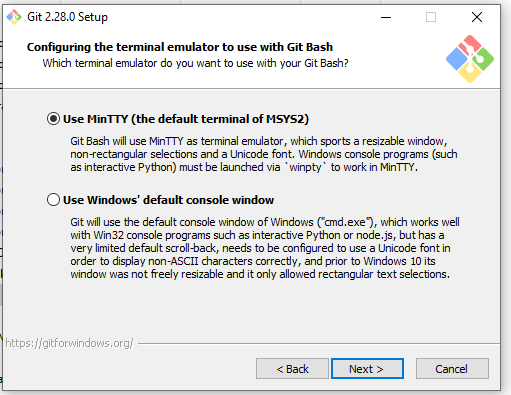 Git 2.28.0 Setup
Configuring the terminal emulator to use with Git Bash
Which terminal emulator do you want to use with your Git Bash?
Use MinTTY (the default terminal of MSYS2)
Git Bash will use MinTTY as terminal emulator, which sports a resizable window,
non-rectangular selections and a Unicode font. Windows console programs (such
as interactive Python) must be launched via `winpty` to work in MinTTY.
Use Windows' default console window
Git will use the default console window of Windows ("cmd.exe"), which works well
with Win32 console programs such as interactive Python or node.js, but has a
very limited default scroll-back, needs to be configured to use a Unicode font in
order to display non-ASCII characters correctly, and prior to Windows 10 its
window was not freely resizable and it only allowed rectangular text selections.
https://gitforwindows.org/
< Back
Next >
Cancel